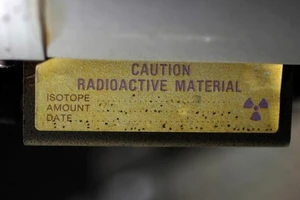 CAUTION
RADIOACTIVE MATERIAL
ISOTOPE
AMOUNT
DATE